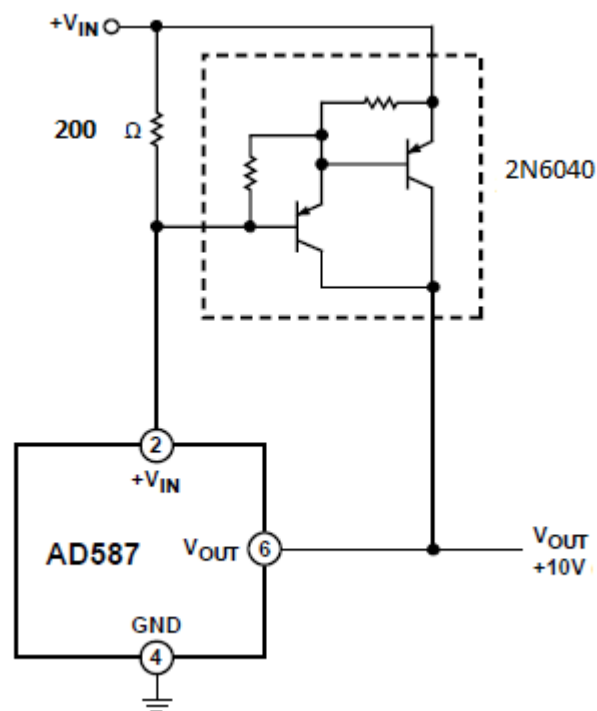 +VIN
200 Ω
2N6040
2
+VIN
AD587
VOUT 6
VOUT
+10V
GND
4